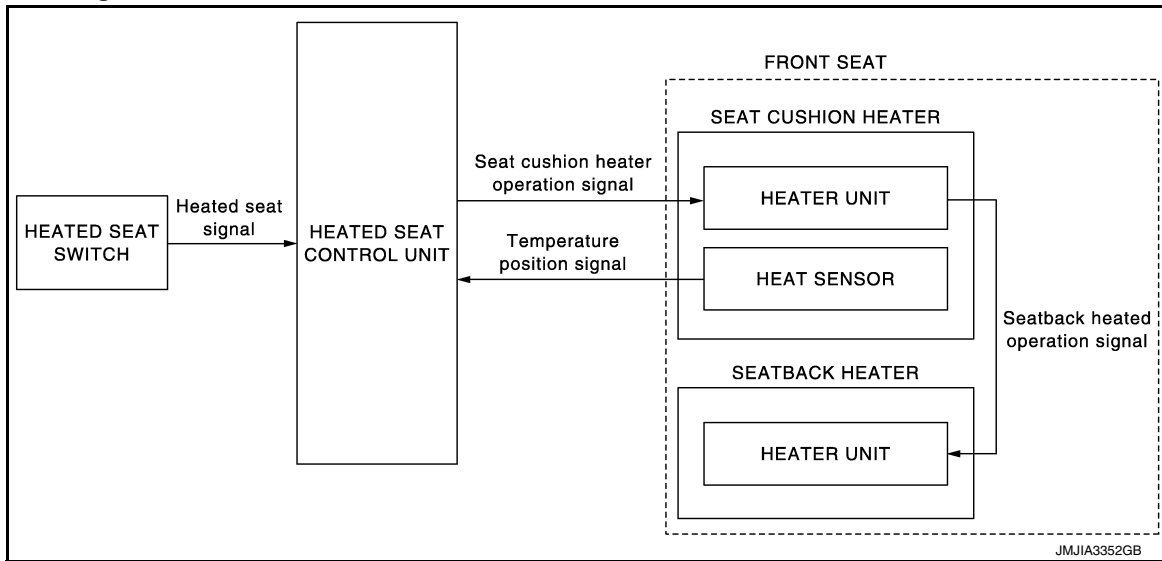 FRONT SEAT
SEAT CUSHION HEATER
Seat cushion heater
operation signal
HEATER UNIT
Heated seat
signal
HEATED SEAT
SWITCH
HEATED SEAT
CONTROL UNIT
Temperature
position signal
HEAT SENSOR
Seatback heated
operation signal
SEATBACK HEATER
HEATER UNIT
JMJIA3352GB